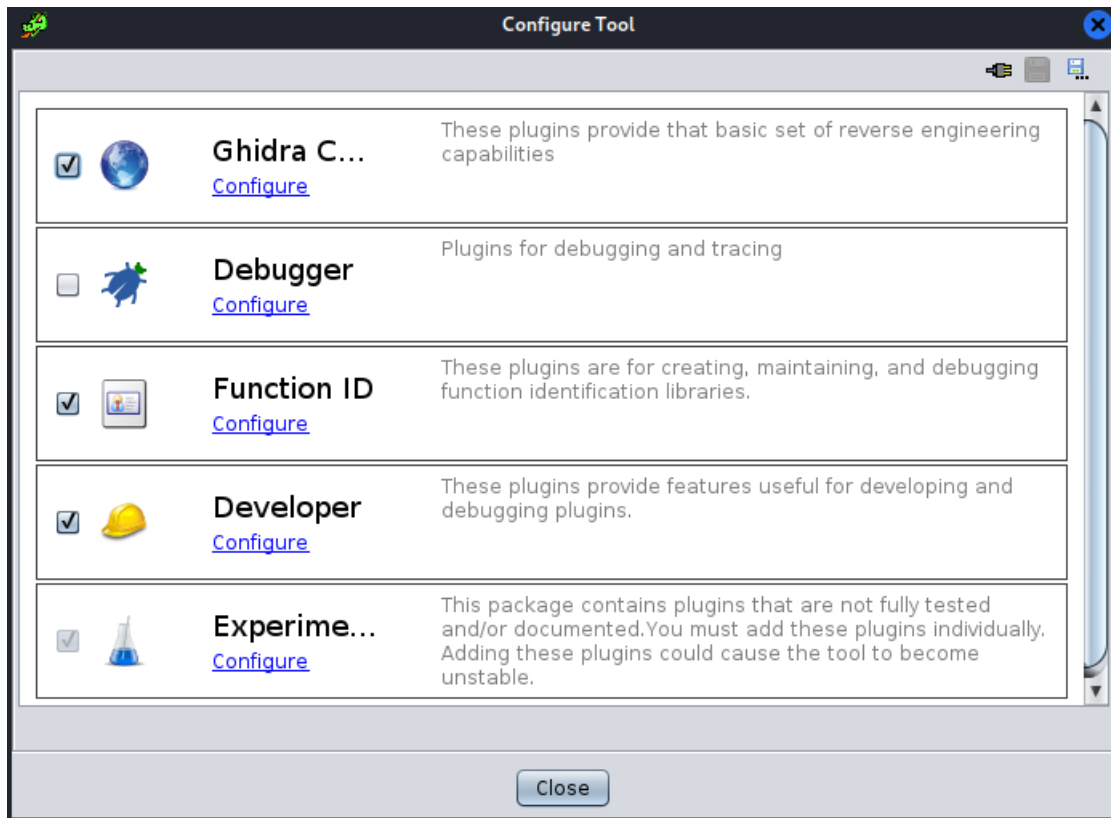 Configure Tool
Ghidra C...
Configure
These plugins provide that basic set of reverse engineering
capabilities
Debugger
Configure
Plugins for debugging and tracing
Function ID
Configure
These plugins are for creating, maintaining, and debugging
function identification libraries.
Developer
Configure
These plugins provide features useful for developing and
debugging plugins.
Experime...
Configure
This package contains plugins that are not fully tested
and/or documented.You must add these plugins individually.
Adding these plugins could cause the tool to become
unstable.
Close